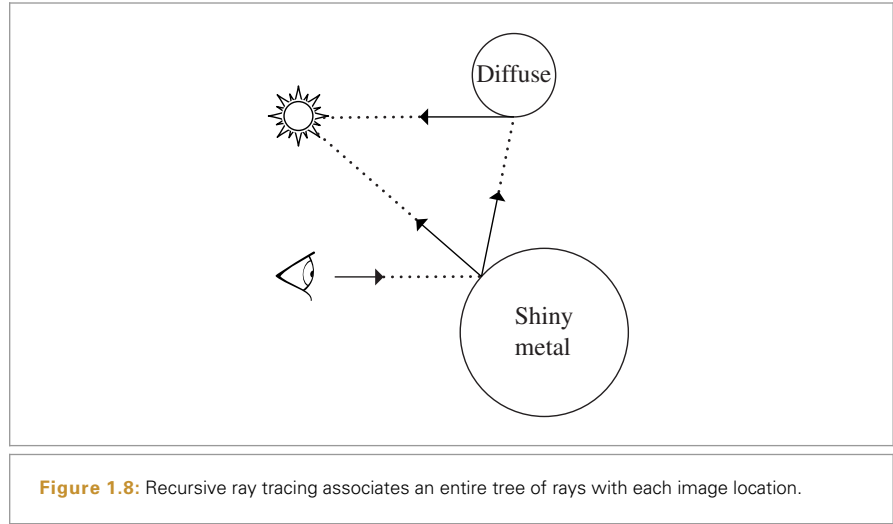 Diffuse
Shiny
metal
Figure 1.8: Recursive ray tracing associates an entire tree of rays with each image location.